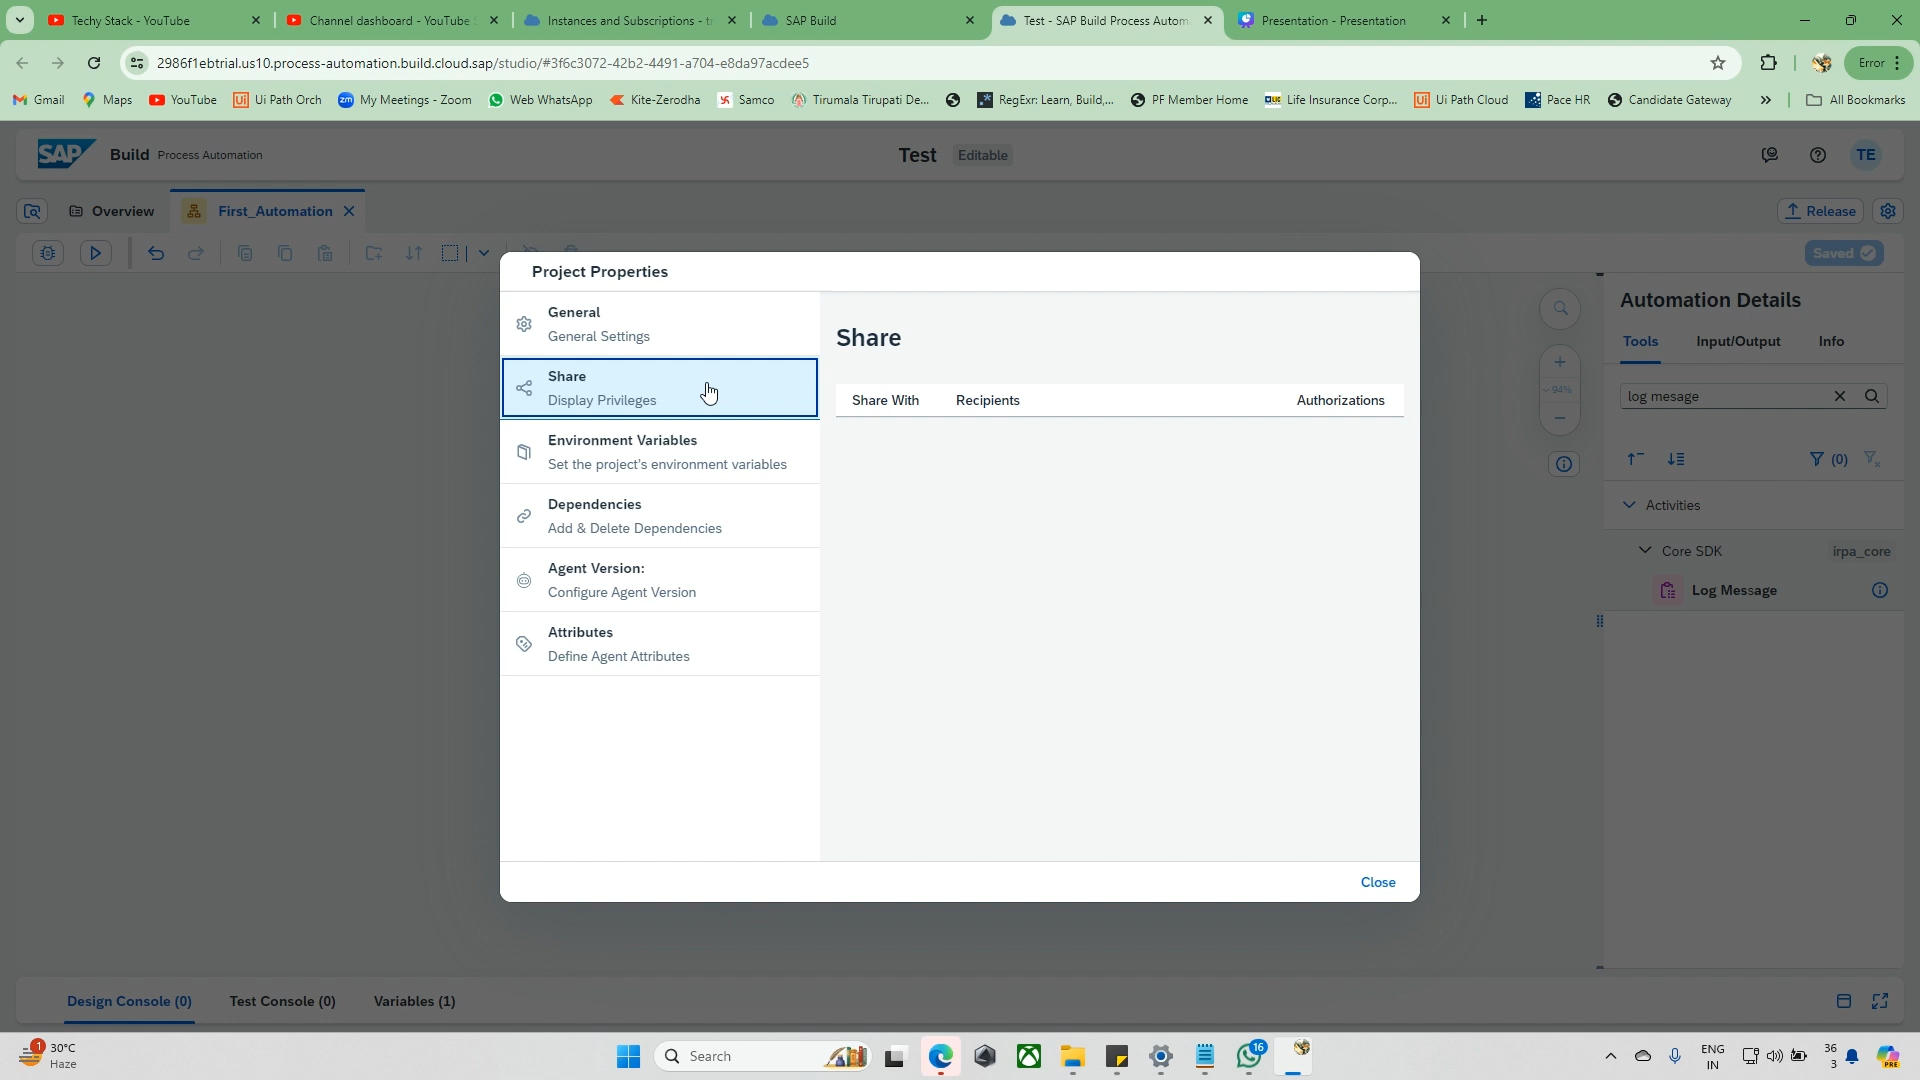 Techy Stack - YouTube
Channel dashboard - YouTube S
Instances and Subscriptions - tr
SAP Build
Test - SAP Build Process Autom
Presentation - Presentation
2986f1ebtrial.us10.process-automation.build.cloud.sap/studio/#3f6c3072-42b2-4491-a704-e8da97acdee5
Error
Gmail
Maps
YouTube
Ui Path Orch
My Meetings - Zoom
Web WhatsApp
Kite-Zerodha
Samco
Tirumala Tirupati De...
RegExr: Learn, Build,...
PF Member Home
Life Insurance Corp...
Ui Path Cloud
Pace HR
Candidate Gateway
All Bookmarks
SAP Build Process Automation
Test Editable
TE
Overview
First_Automation
Release
Saved
Project Properties
General
General Settings
Share
Display Privileges
Environment Variables
Set the project's environment variables
Dependencies
Add & Delete Dependencies
Agent Version:
Configure Agent Version
Attributes
Define Agent Attributes
Share
Share With
Recipients
Authorizations
Close
94%
Automation Details
Tools
Input/Output
Info
log mesage
(0)
Activities
Core SDK
irpa_core
Log Message
Design Console (0)
Test Console (0)
Variables (1)
1
30°C
Haze
Search
16
ENG
IN
36
3
PRE